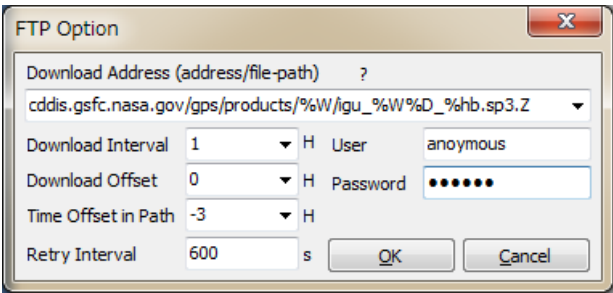 FTP Option
Download Address (address/file-path) ?
cddis.gsfc.nasa.gov/gps/products/%W/igu_%W%D_%hb.sp3.Z
Download Interval 1 H User anoymous
Download Offset 0 H Password ●●●●●●
Time Offset in Path -3 H
Retry Interval 600 s OK Cancel